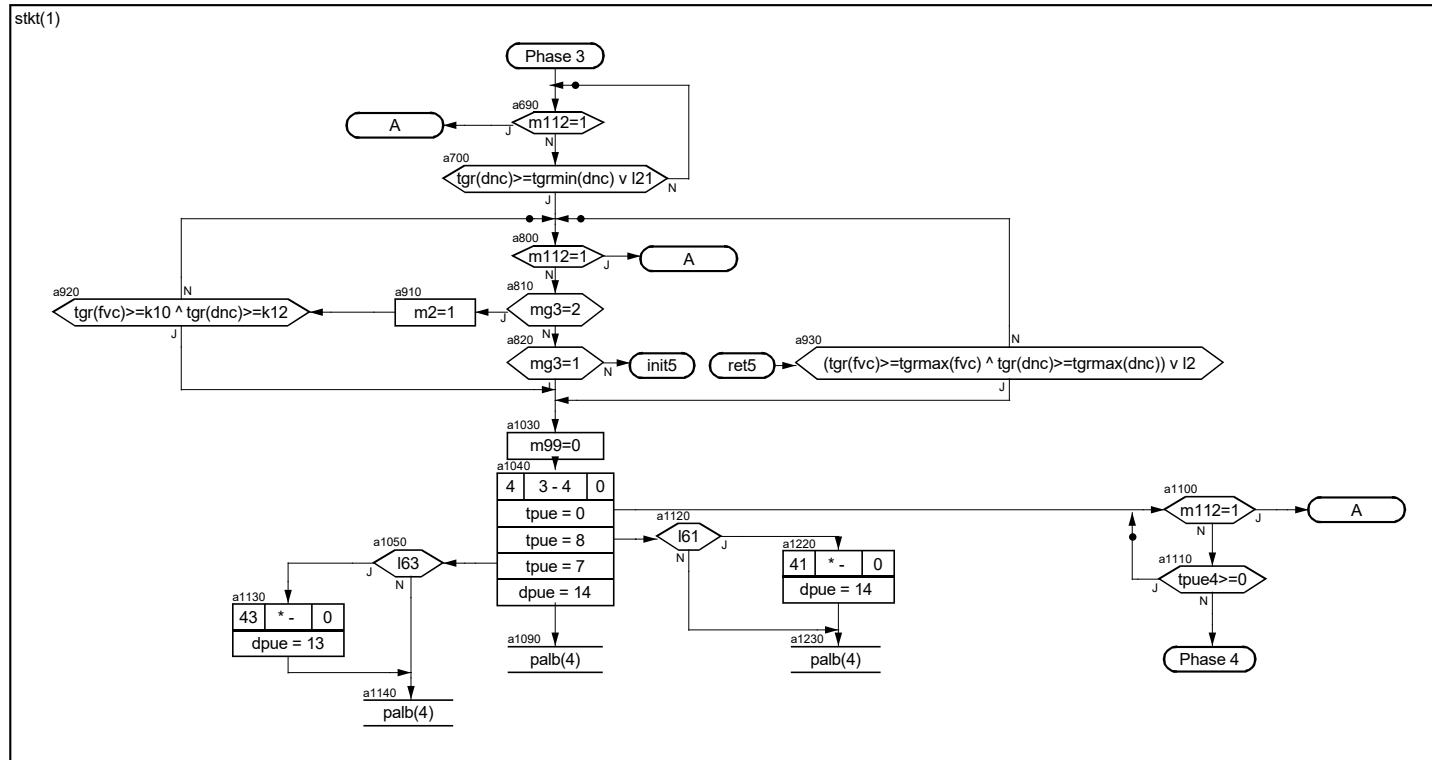 stkt(1)
Phase 3
a690
m112=1
A
J
N
a700
tgr(dnc)>=tgrmin(dnc) v l21
N
J
a800
m112=1
J
A
N
a810
mg3=2
J
N
a910
m2=1
a920
tgr(fvc)>=k10 ^ tgr(dnc)>=k12
N
J
a820
mg3=1
N
J
init5
ret5
a930
(tgr(fvc)>=tgrmax(fvc) ^ tgr(dnc)>=tgrmax(dnc)) v l2
N
J
a1030
m99=0
a1040
4 3 - 4 0
tpue = 0
tpue = 8
tpue = 7
dpue = 14
a1100
m112=1
J
A
N
a1110
tpue4>=0
J
N
Phase 4
a1120
l61
J
N
a1220
41 * - 0
dpue = 14
a1230
palb(4)
a1050
l63
J
N
a1130
43 * - 0
dpue = 13
a1090
palb(4)
a1140
palb(4)